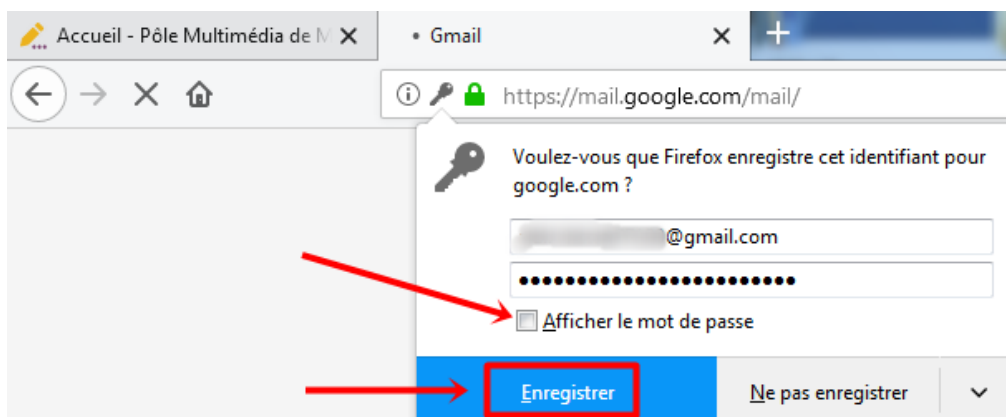 Accueil - Pôle Multimédia de M
• Gmail
https://mail.google.com/mail/
Voulez-vous que Firefox enregistre cet identifiant pour
google.com ?
@gmail.com
Afficher le mot de passe
Enregistrer
Ne pas enregistrer